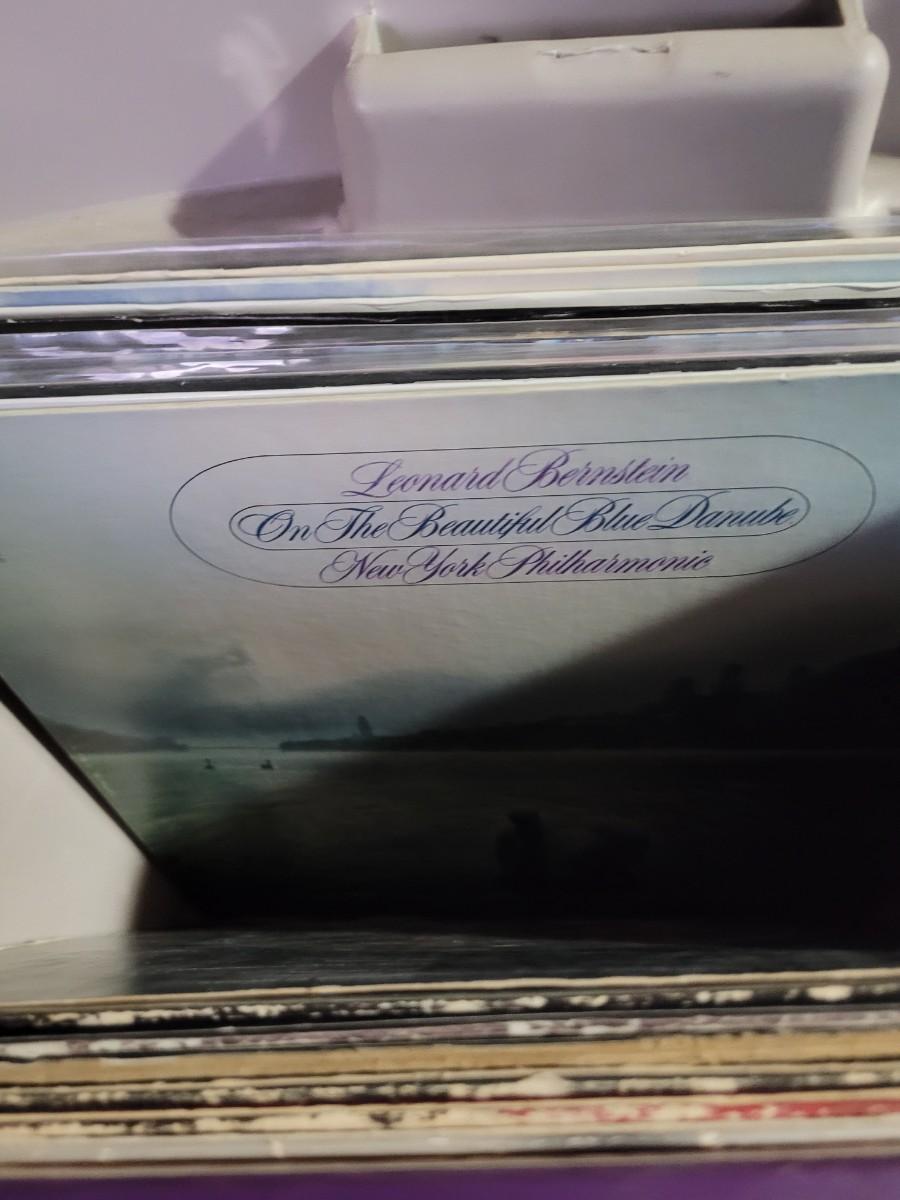 Leonard Bernstein
On The Beautiful Blue Danube
New York Philharmonic